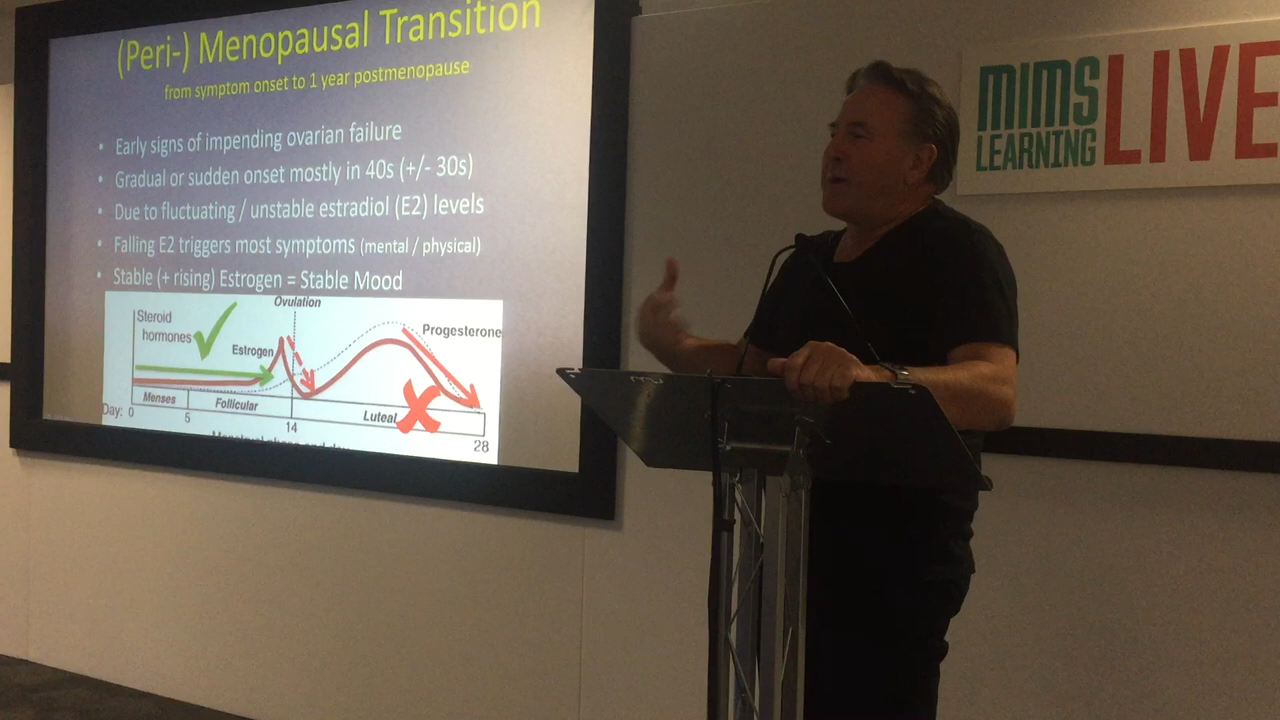 (Peri-) Menopausal Transition
from symptom onset to 1 year postmenopause
• Early signs of impending ovarian failure
• Gradual or sudden onset mostly in 40s (+/- 30s)
• Due to fluctuating / unstable estradiol (E2) levels
• Falling E2 triggers most symptoms (mental / physical)
• Stable (+ rising) Estrogen = Stable Mood
Ovulation
Steroid
hormones
Progesterone
Estrogen
Menses
Follicular
Luteal
Day: 0
5
14
28
MIMS
LEARNING
LIVE